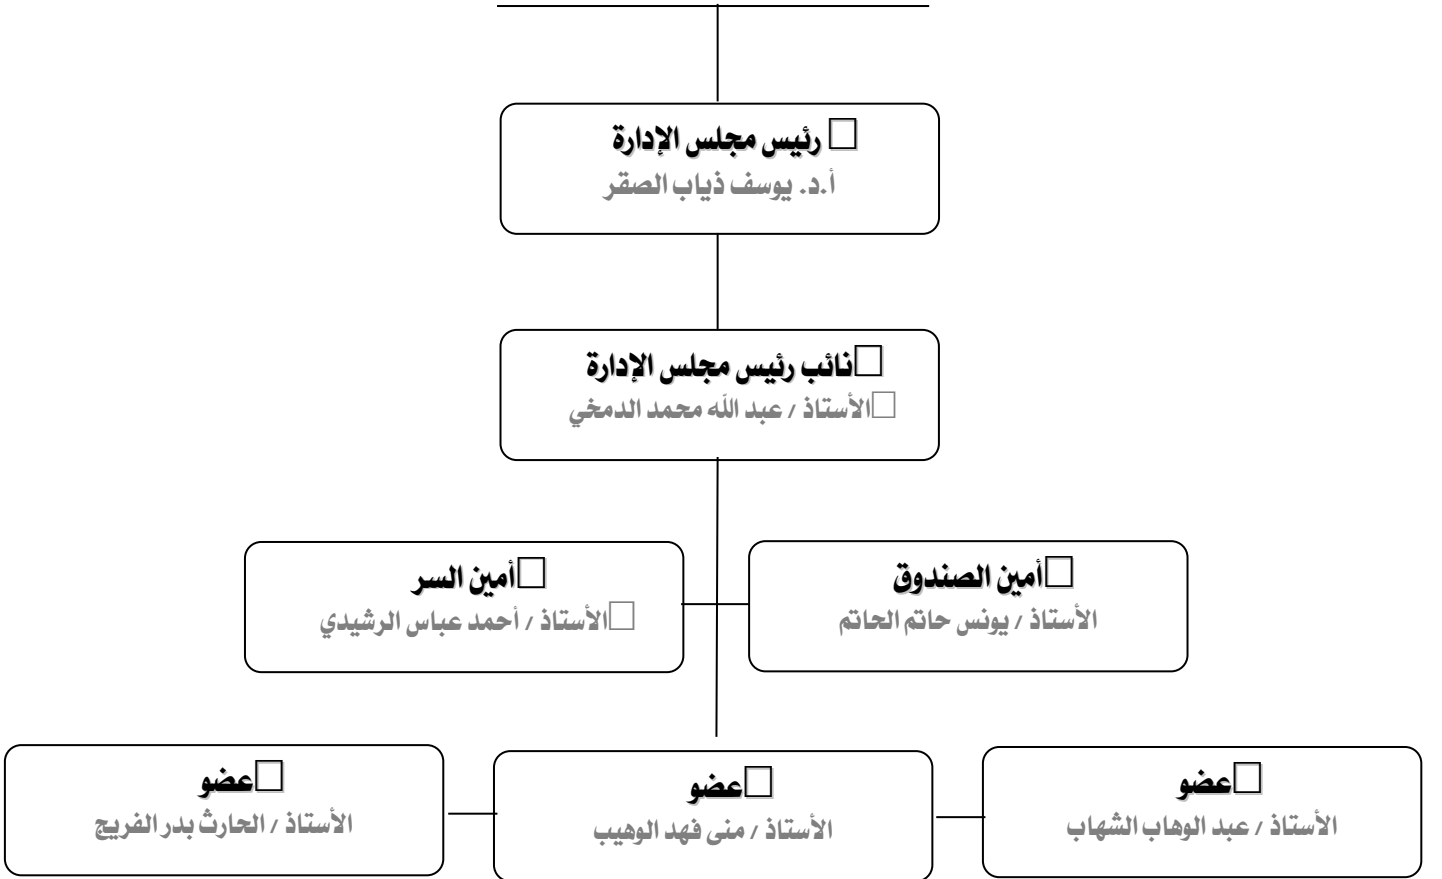 رئيس مجلس الإدارة
أ.د. يوسف ذياب الصقر
نائب رئيس مجلس الإدارة
الأستاذ / عبد الله محمد الدمخي
أمين الصندوق
الأستاذ / يونس حاتم الحاتم
أمين السر
الأستاذ / أحمد عباس الرشيدي
عضو
الأستاذ / عبد الوهاب الشهاب
عضو
الأستاذ / منى فهد الوهيب
عضو
الأستاذ / الحارث بدر الفريج